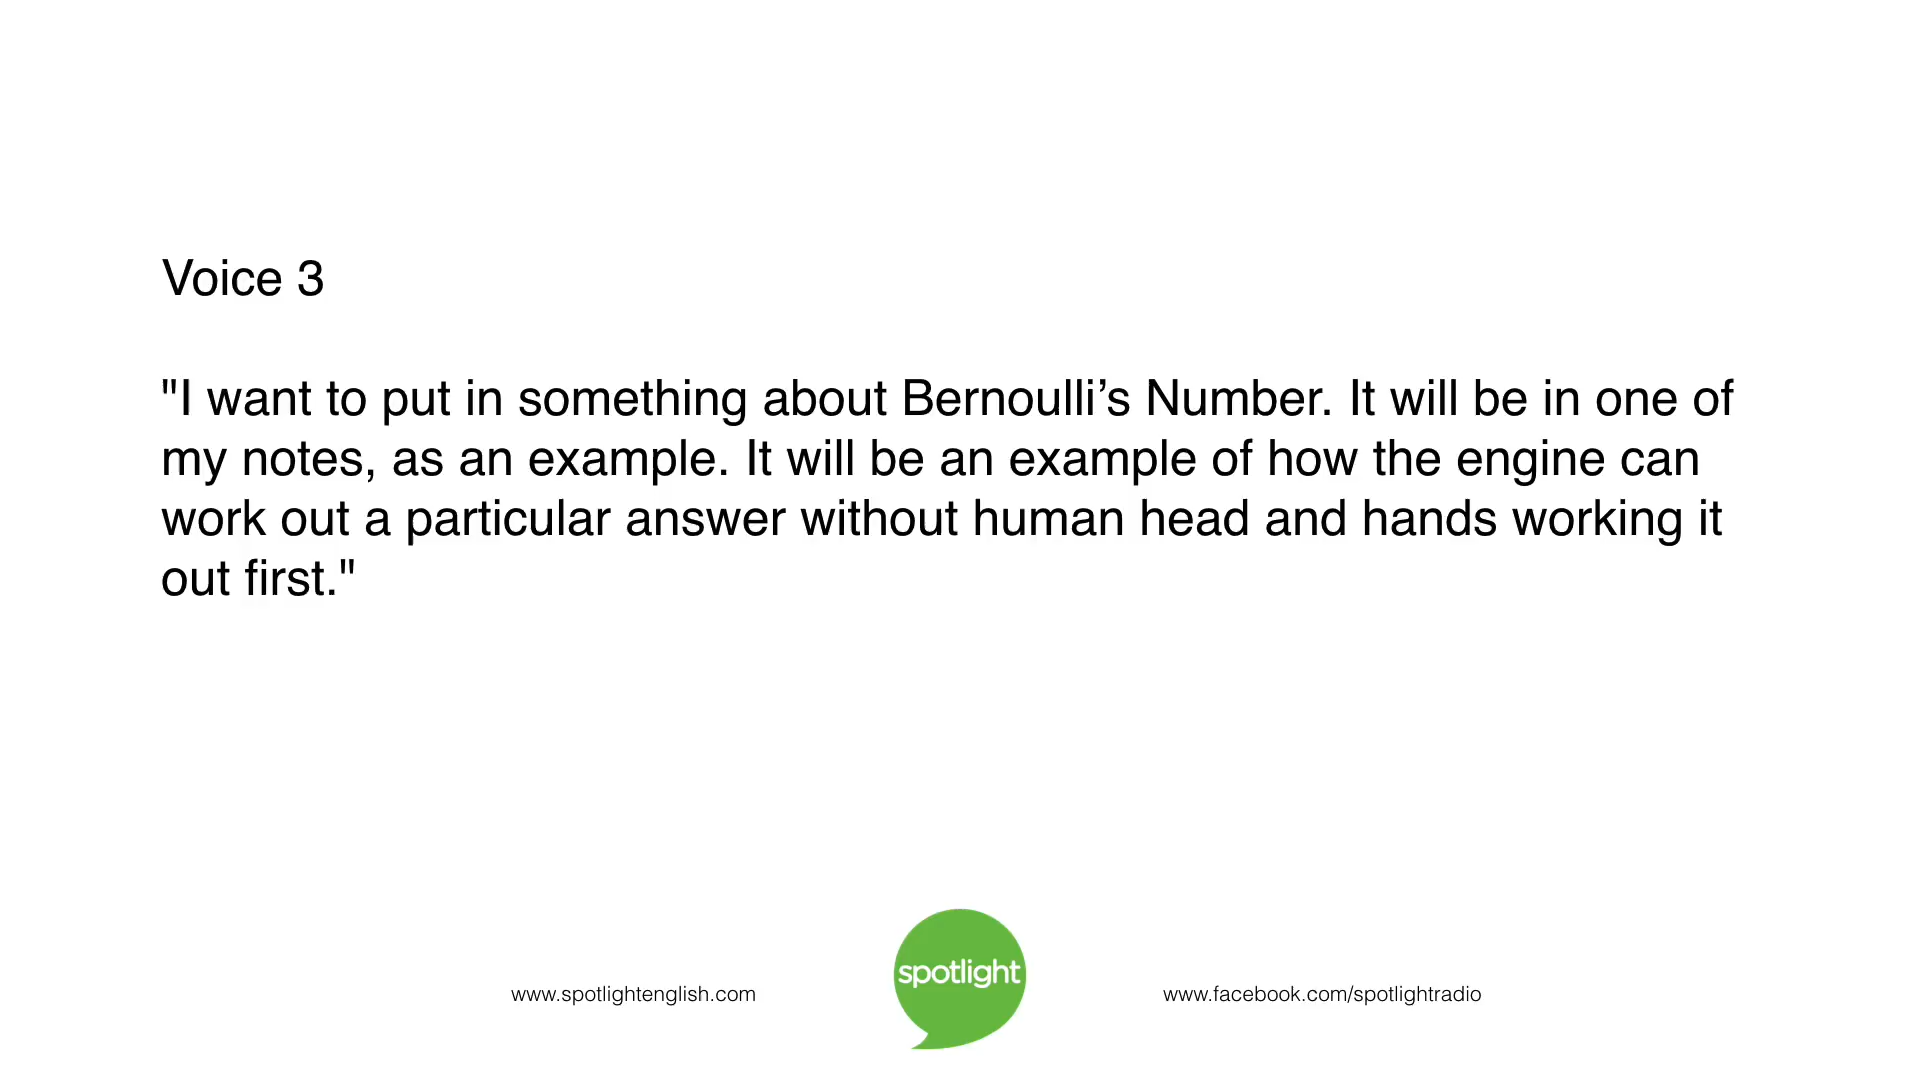 Voice 3
"I want to put in something about Bernoulli’s Number. It will be in one of
my notes, as an example. It will be an example of how the engine can
work out a particular answer without human head and hands working it
out first."
www.spotlightenglish.com
spotlight
www.facebook.com/spotlightradio